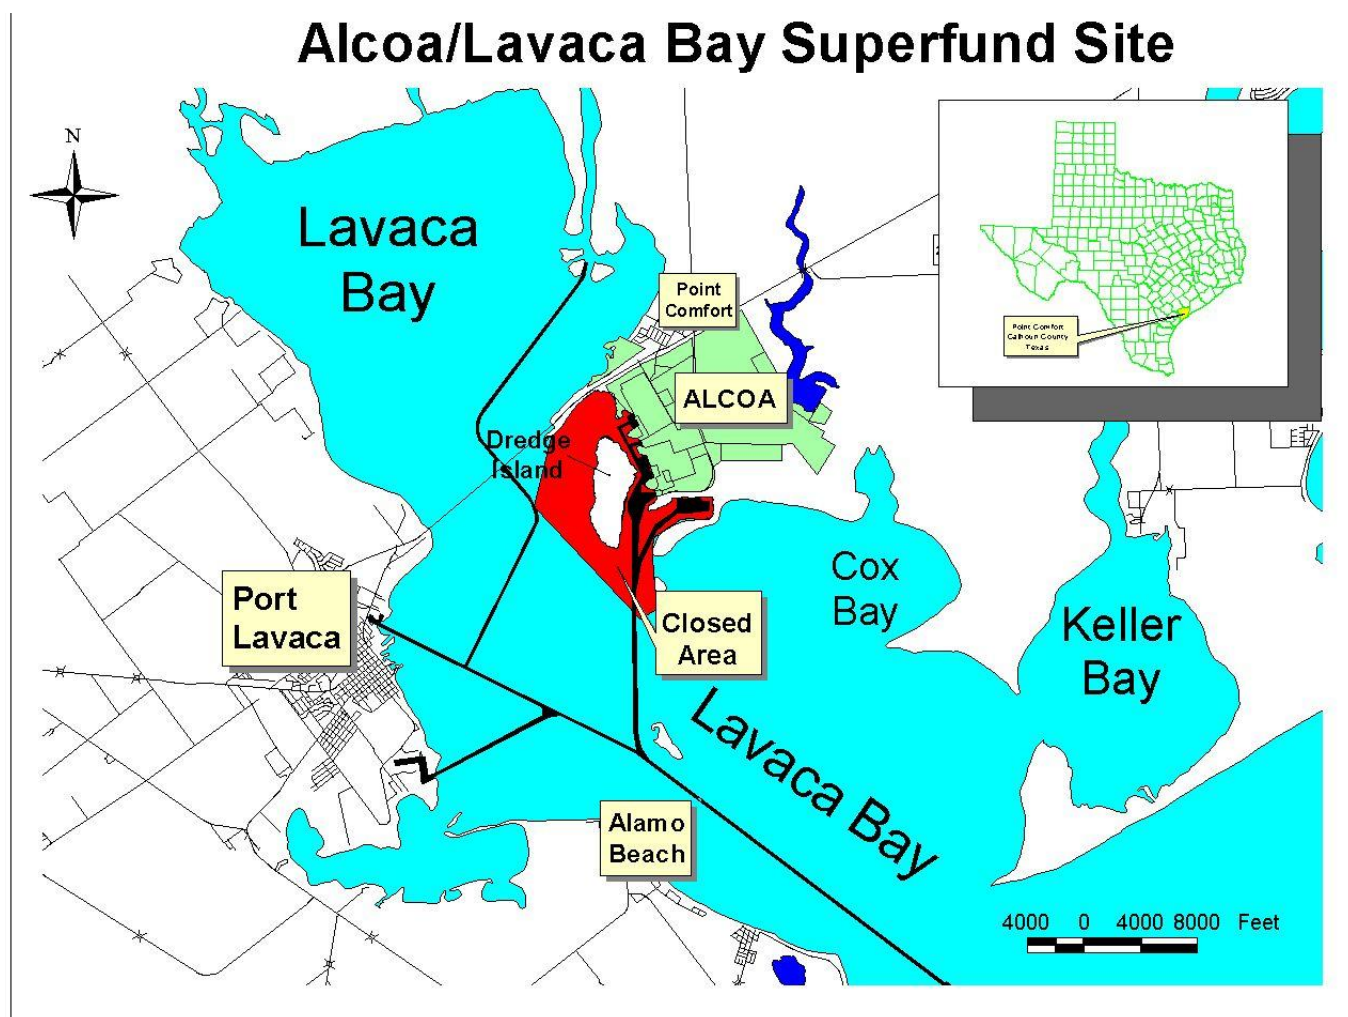 Alcoa/Lavaca Bay Superfund Site
N
Lavaca
Bay
Point
Comfort
Point Comfort
Calhoun County
Texas
ALCOA
Dredge
Island
Cox
Bay
Port
Lavaca
Closed
Area
Keller
Bay
Lavaca Bay
Alamo
Beach
4000 0 4000 8000 Feet